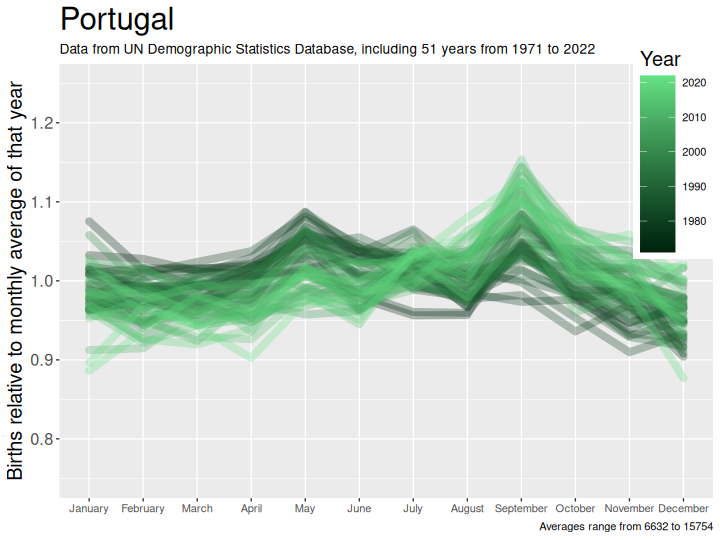 Portugal
Data from UN Demographic Statistics Database, including 51 years from 1971 to 2022
Year
2020
2010
2000
1990
1980
Births relative to monthly average of that year
1.2
1.1
1.0
0.9
0.8
January February March April May June July August September October November December
Averages range from 6632 to 15754